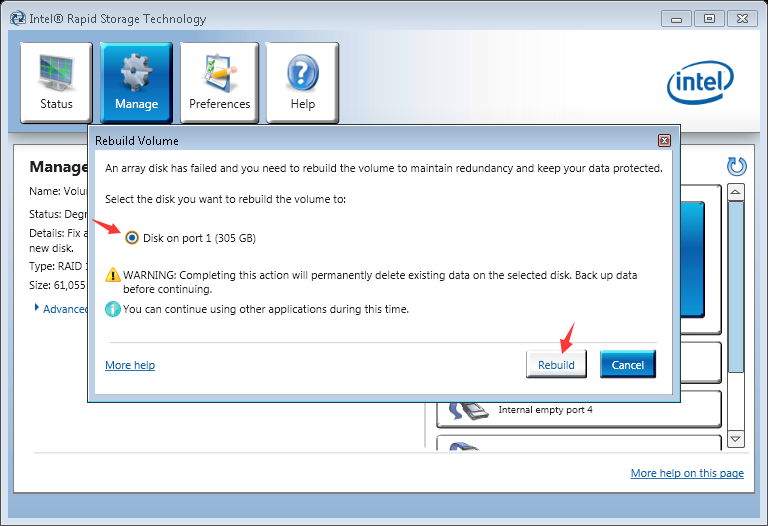 Intel® Rapid Storage Technology
Status
Manage
Preferences
Help
intel
Rebuild Volume
An array disk has failed and you need to rebuild the volume to maintain redundancy and keep your data protected.
Select the disk you want to rebuild the volume to:
Disk on port 1 (305 GB)
WARNING: Completing this action will permanently delete existing data on the selected disk. Back up data
before continuing.
You can continue using other applications during this time.
More help
Rebuild
Cancel
Manage
Name:
Status:
Details: Fix
new disk.
Type: RAID
Size: 61,055
Advanced
Internal empty port 4
More help on this page